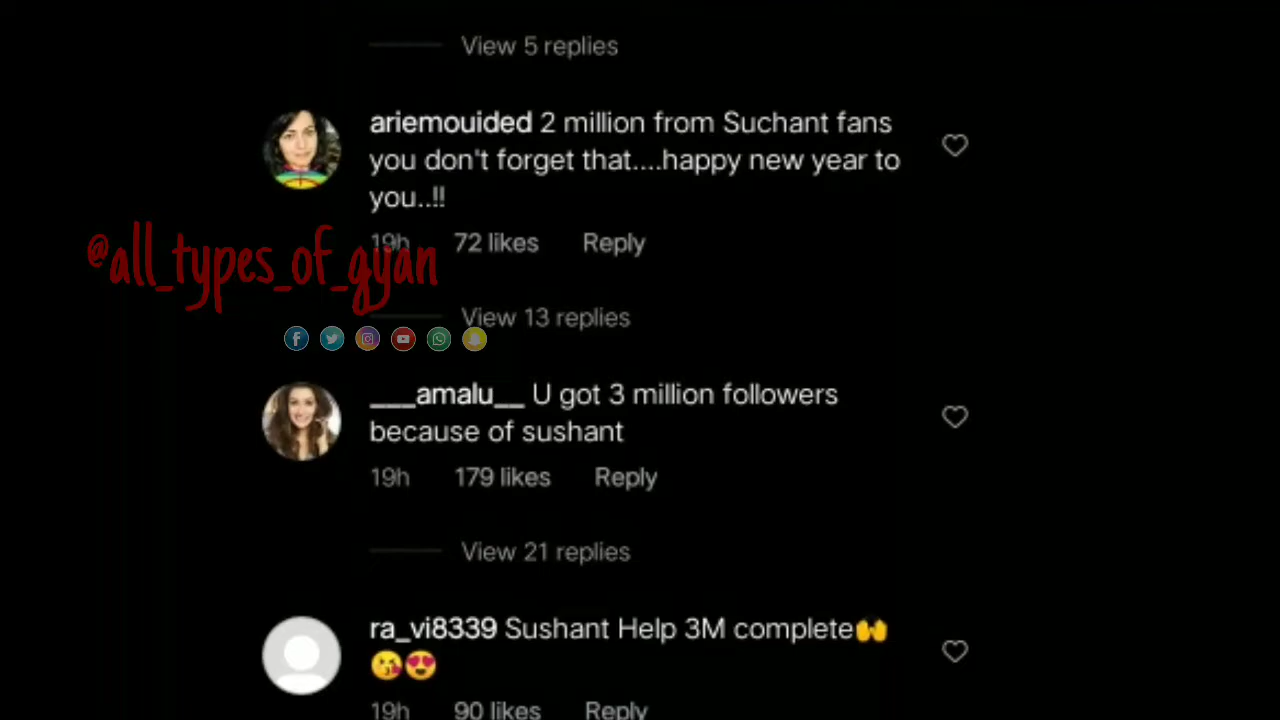 View 5 replies
ariemouided 2 million from Suchant fans
you don't forget that....happy new year to
you..!!
19h 72 likes Reply
@all_types_of_gyan
View 13 replies
___amalu__ U got 3 million followers
because of sushant
19h 179 likes Reply
View 21 replies
ra_vi8339 Sushant Help 3M complete🙌
😘😍
19h 90 likes Reply